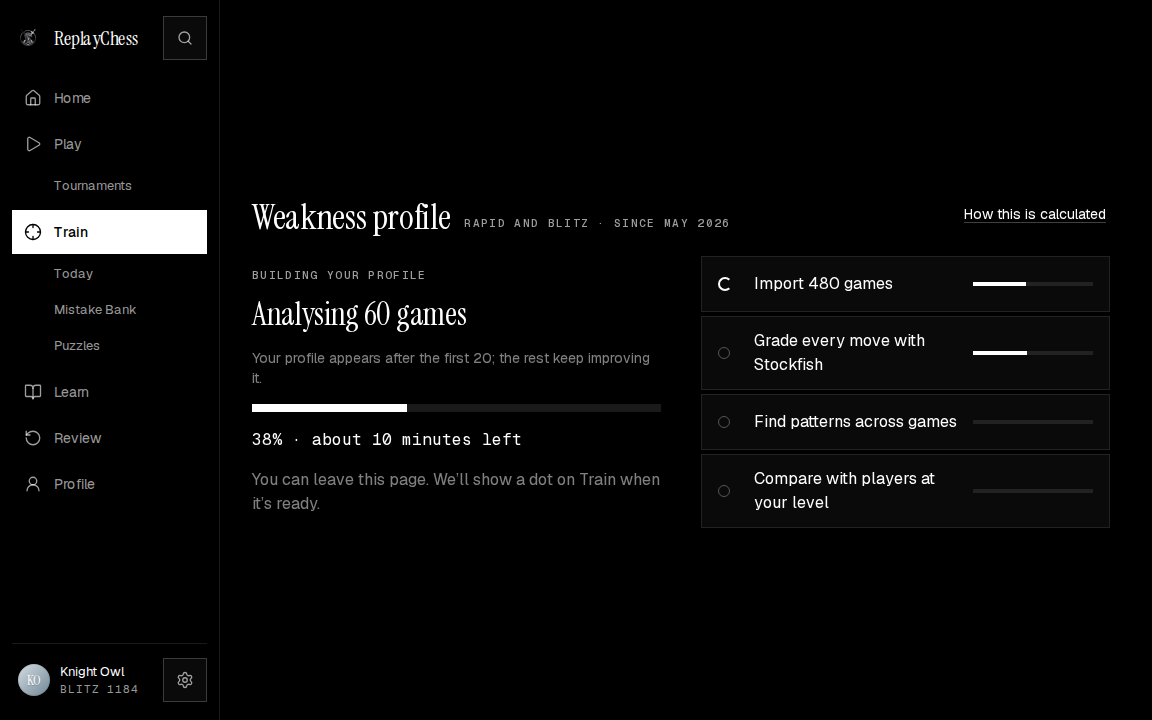 ReplayChess
Home
Play
Tournaments
Train
Today
Mistake Bank
Puzzles
Learn
Review
Profile
KO
Knight Owl
BLITZ 1184
Weakness profile
RAPID AND BLITZ · SINCE MAY 2026
How this is calculated
BUILDING YOUR PROFILE
Analysing 60 games
Your profile appears after the first 20; the rest keep improving
it.
38% · about 10 minutes left
You can leave this page. We’ll show a dot on Train when
it’s ready.
Import 480 games
Grade every move with
Stockfish
Find patterns across games
Compare with players at
your level